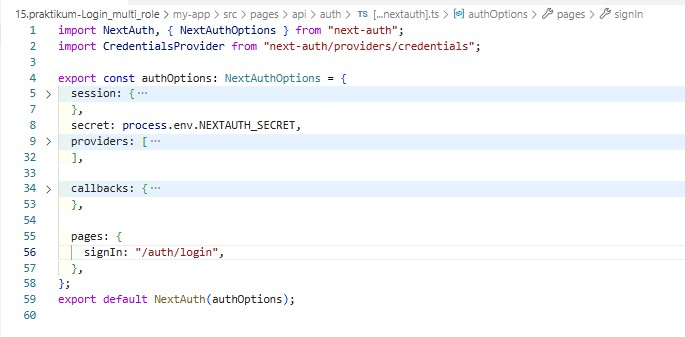 15.praktikum-Login_multi_role > my-app > src > pages > api > auth > TS [...nextauth].ts > authOptions > pages > signIn
1 import NextAuth, { NextAuthOptions } from "next-auth";
2 import CredentialsProvider from "next-auth/providers/credentials";
3
4 export const authOptions: NextAuthOptions = {
5 > session: { ...
7 },
8 secret: process.env.NEXTAUTH_SECRET,
9 > providers: [ ...
32 ],
33
34 > callbacks: { ...
53 },
54
55 pages: {
56 signIn: "/auth/login",
57 },
58 };
59 export default NextAuth(authOptions);
60